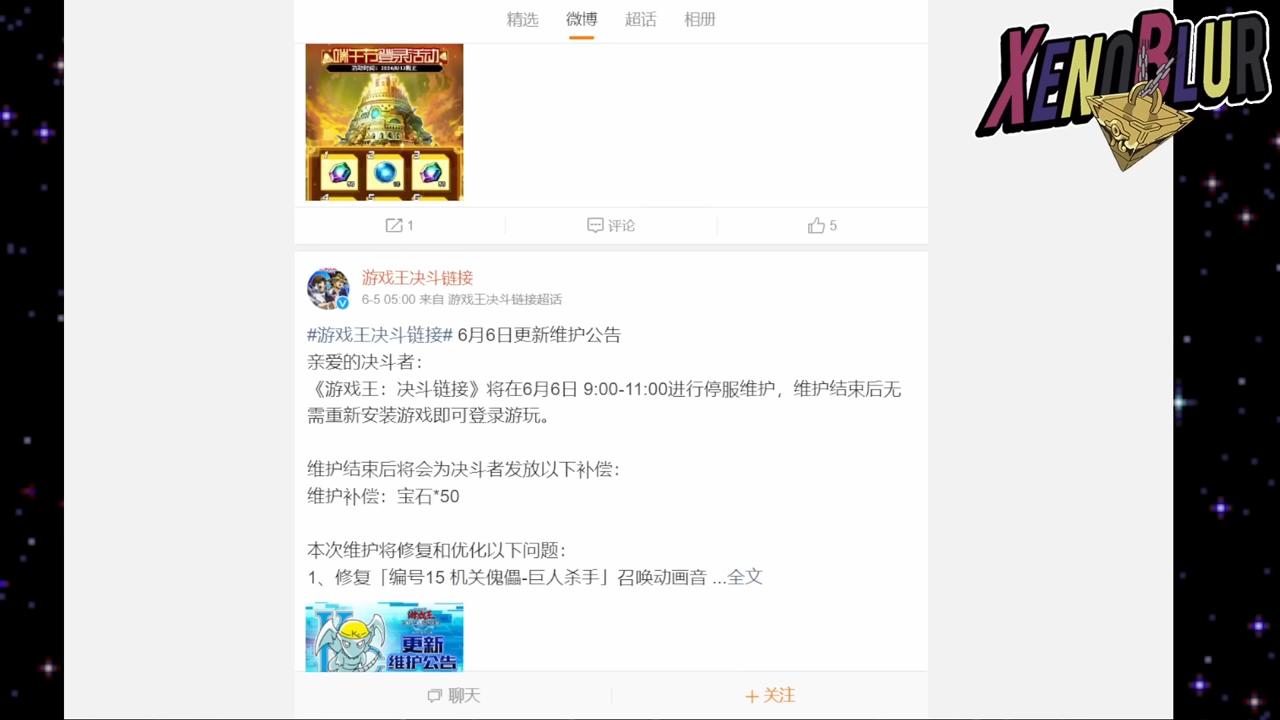 精选 微博 超话 相册
XENOBLUR
端午节登录活动
1 2 3
50 10 50
1 评论 5
游戏王决斗链接
6-5 05:00 来自 游戏王决斗链接超话
#游戏王决斗链接# 6月6日更新维护公告
亲爱的决斗者：
《游戏王：决斗链接》将在6月6日 9:00-11:00进行停服维护，维护结束后无
需重新安装游戏即可登录游玩。
维护结束后将会为决斗者发放以下补偿：
维护补偿：宝石*50
本次维护将修复和优化以下问题：
1、修复「编号15 机关傀儡-巨人杀手」召唤动画音 ...全文
游戏王
更新
维护公告
聊天 +关注